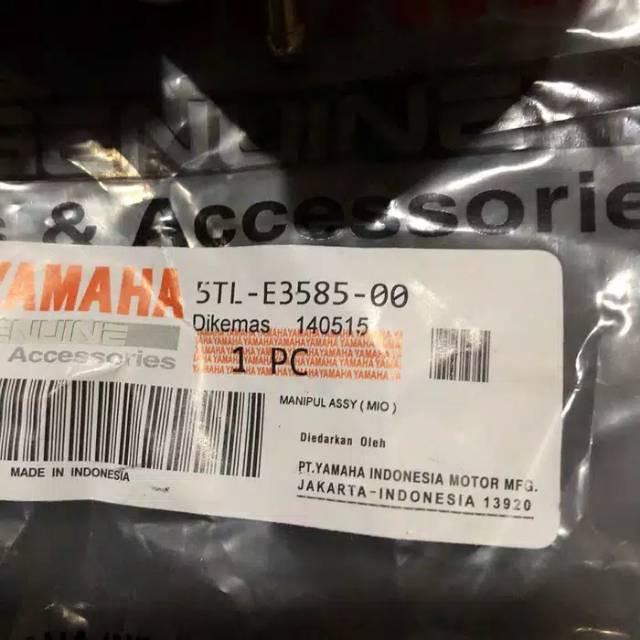 GENUINE
& Accessorie
YAMAHA
5TL-E3585-00
GENUINE
Dikemas 140515
Accessories
1 PC
MANIPUL ASSY ( MIO )
Diedarkan Oleh
MADE IN INDONESIA
PT.YAMAHA INDONESIA MOTOR MFG.
JAKARTA-INDONESIA 13920